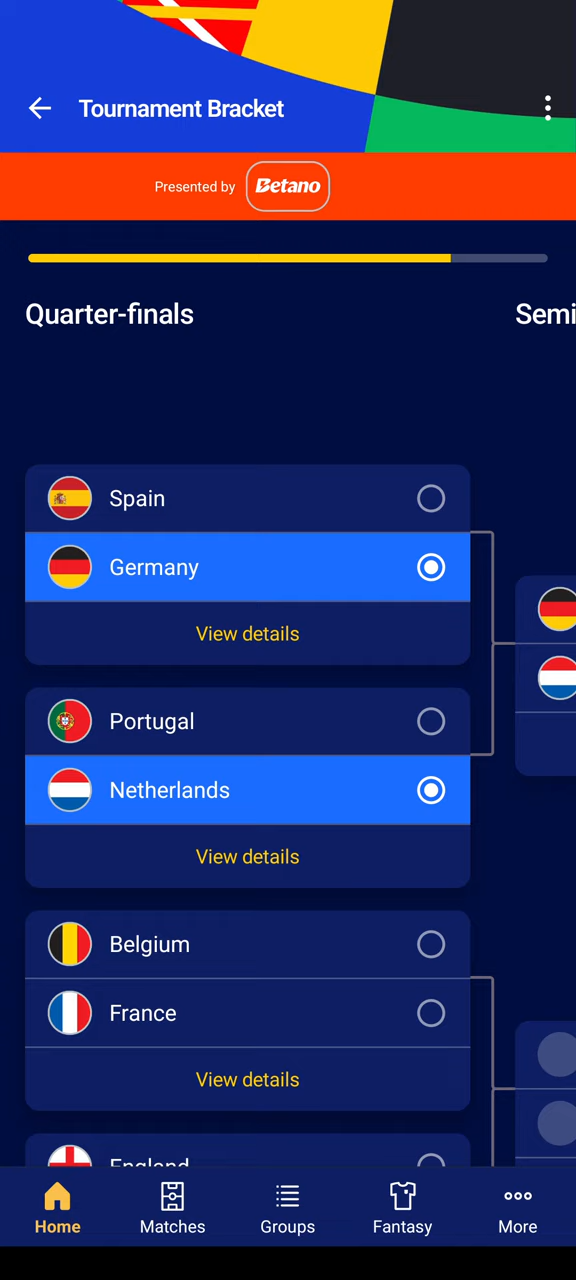 Tournament Bracket
Presented by Betano
Quarter-finals
Semi
Spain
Germany
View details
Portugal
Netherlands
View details
Belgium
France
View details
England
Home
Matches
Groups
Fantasy
More